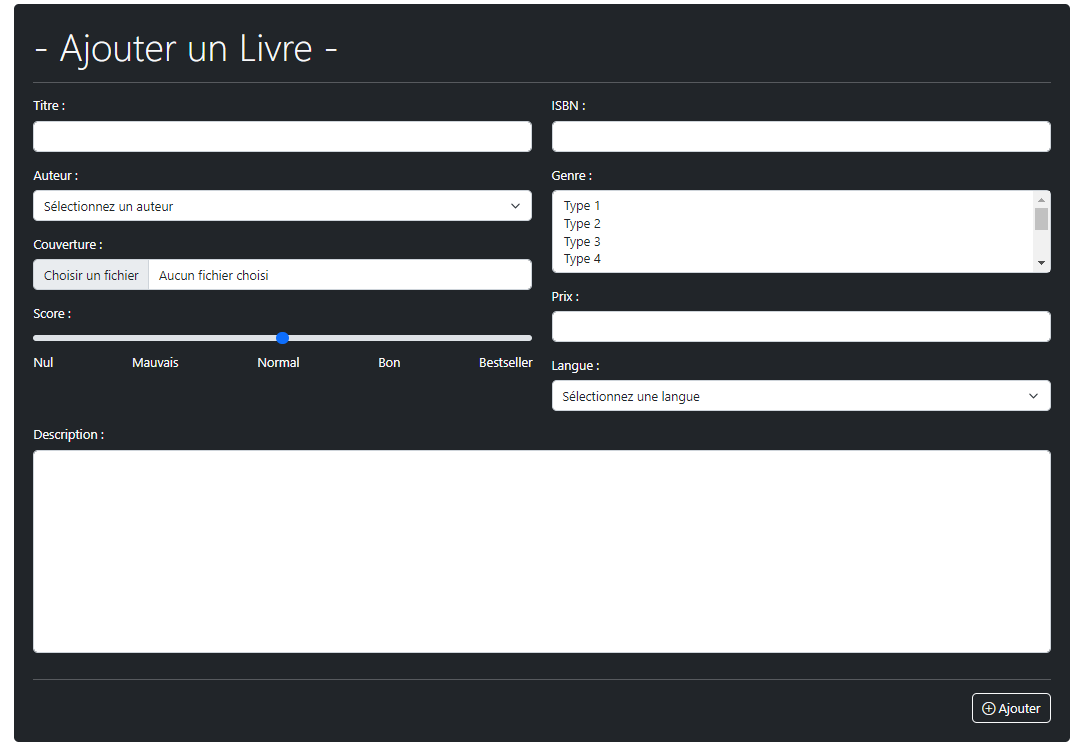 - Ajouter un Livre -
Titre :
ISBN :
Auteur :
Sélectionnez un auteur
Genre :
Type 1
Type 2
Type 3
Type 4
Couverture :
Choisir un fichier Aucun fichier choisi
Prix :
Score :
Nul Mauvais Normal Bon Bestseller
Langue :
Sélectionnez une langue
Description :
Ajouter